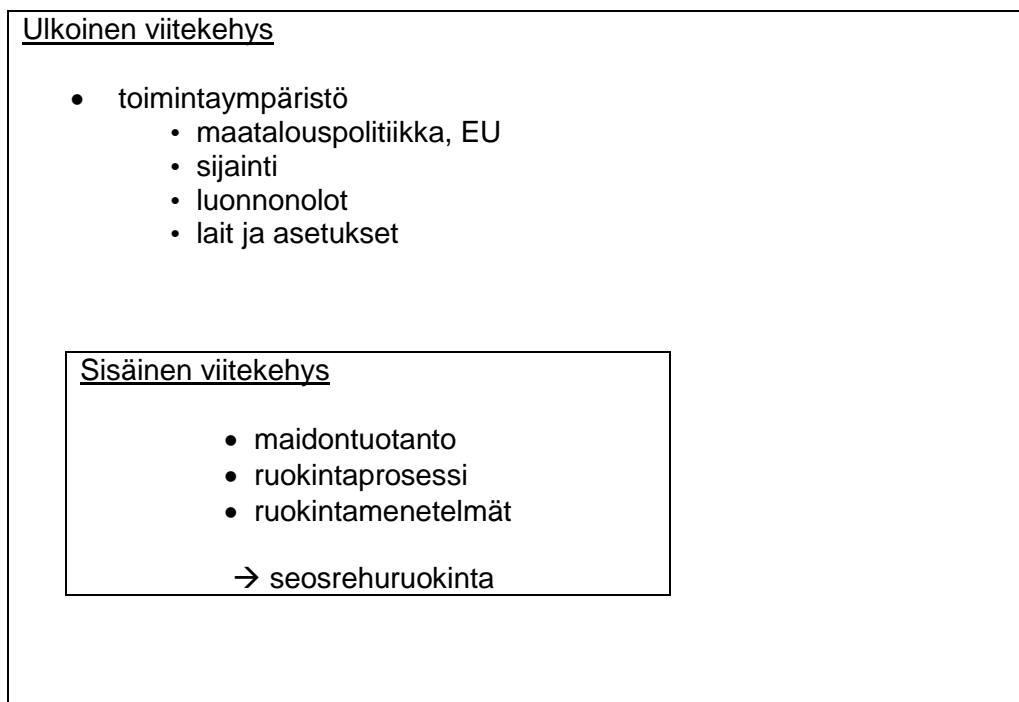 Ulkoinen viitekehys
• toimintaympäristö
• maatalouspolitiikka, EU
• sijainti
• luonnonolot
• lait ja asetukset
Sisäinen viitekehys
• maidontuotanto
• ruokintaprosessi
• ruokintamenetelmät
→ seosrehuruokinta